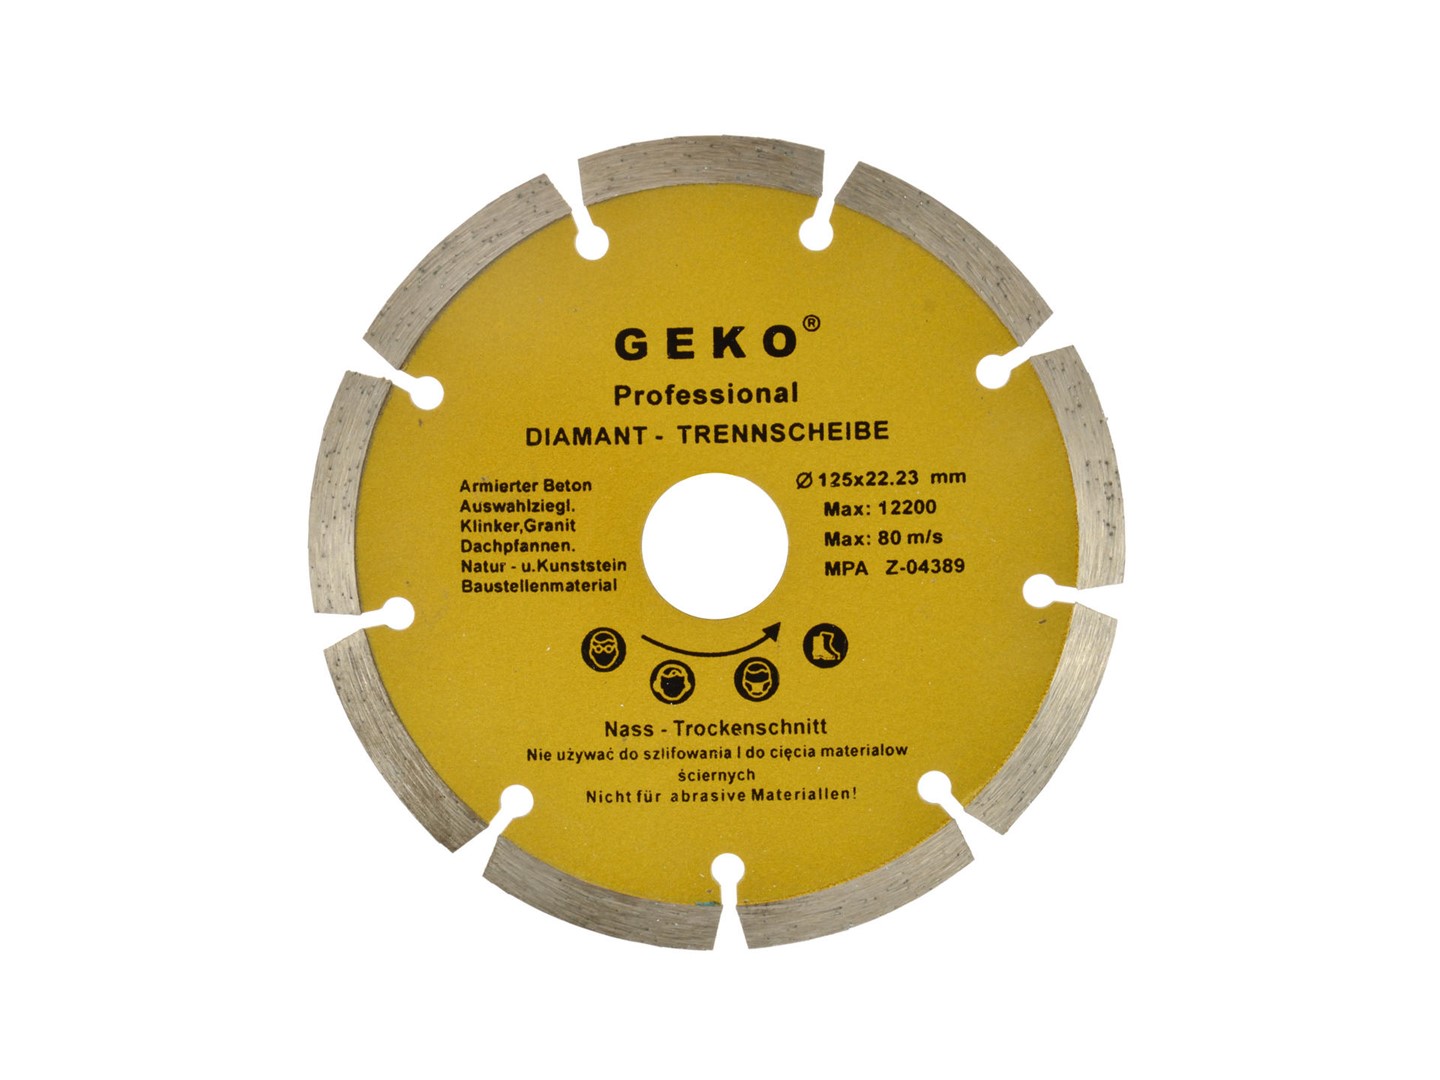 GEKO®
Professional
DIAMANT - TRENNSCHEIBE
Armierter Beton
Auswahlziegl.
Klinker,Granit
Dachpfannen.
Natur - u.Kunststein
Baustellenmaterial
Ø 125x22.23 mm
Max: 12200
Max: 80 m/s
MPA Z-04389
Nass - Trockenschnitt
Nie używać do szlifowania I do cięcia materialow
ściernych
Nicht für abrasive Materiallen!